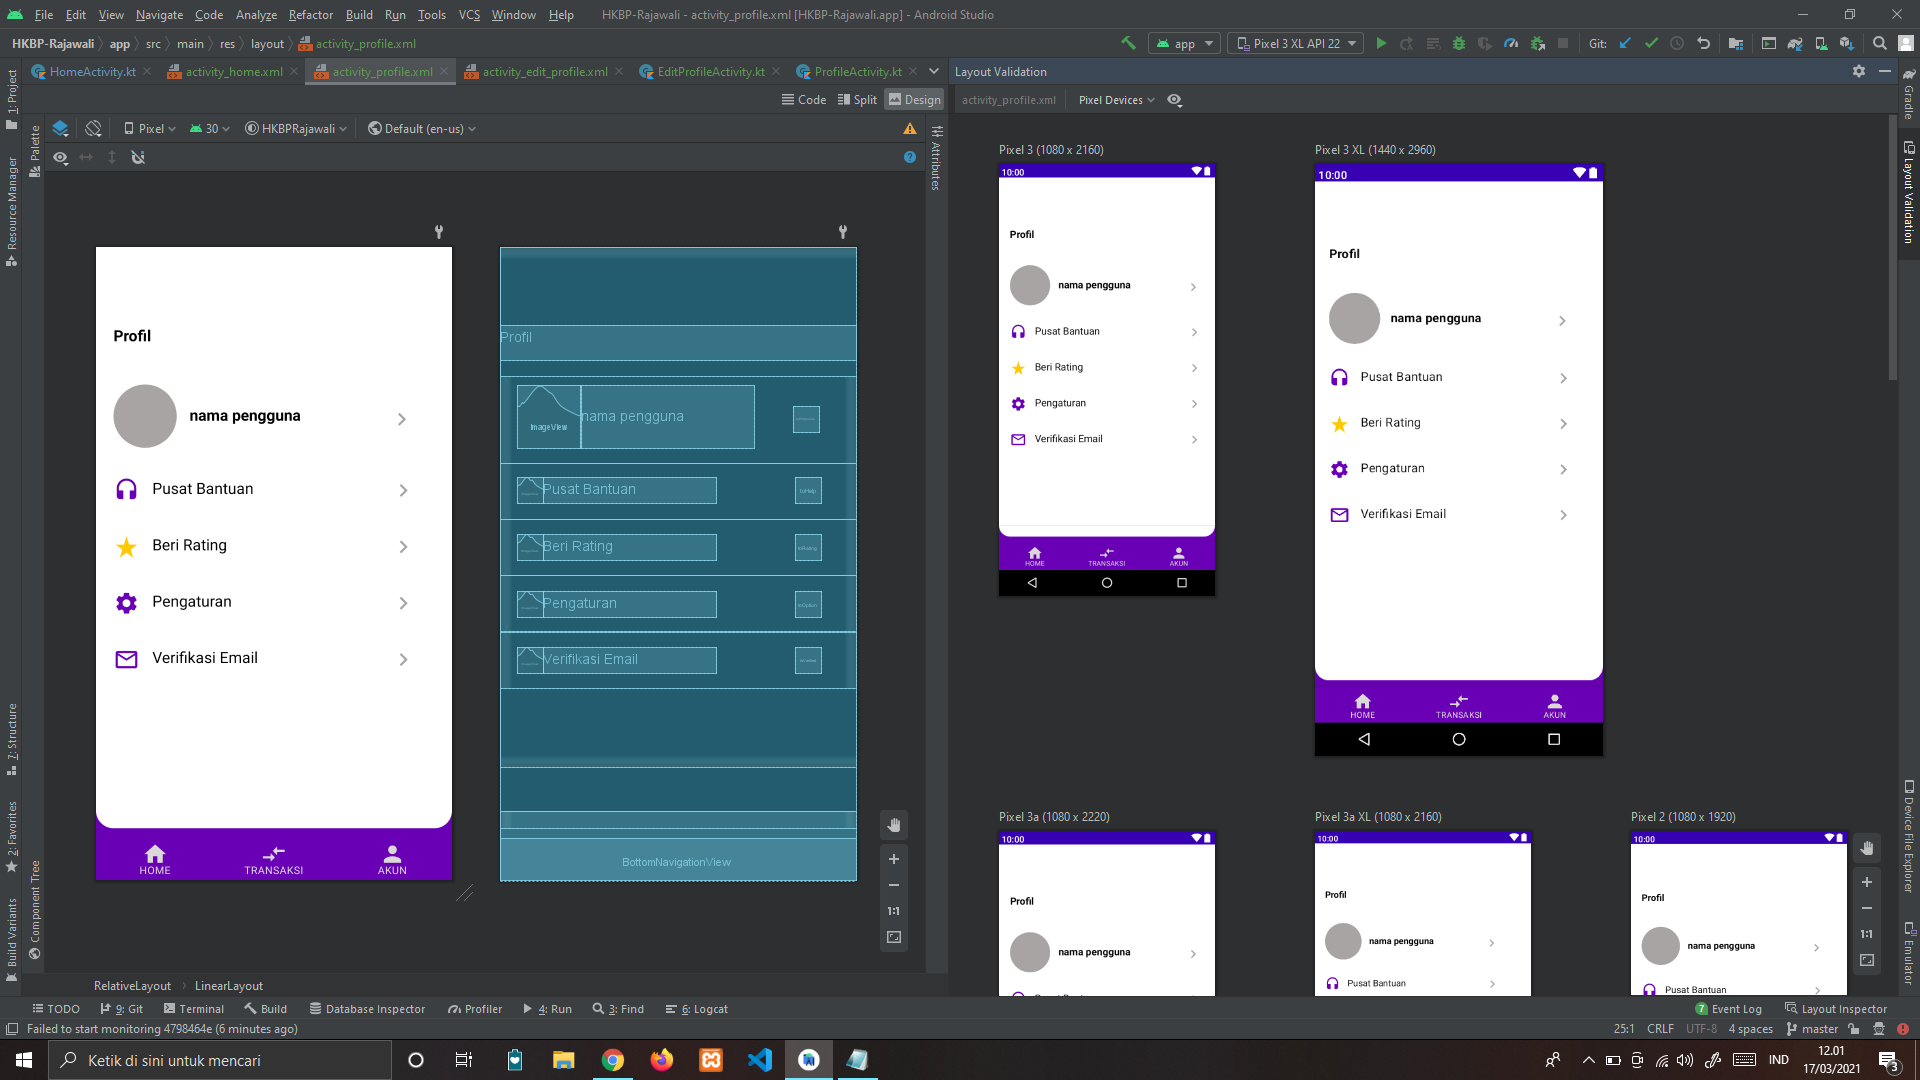 File Edit View Navigate Code Analyze Refactor Build Run Tools VCS Window Help HKBP-Rajawali - activity_profile.xml [HKBP-Rajawali.app] - Android Studio
HKBP-Rajawali app src main res layout activity_profile.xml app Pixel 3 XL API 22 Git:
HomeActivity.kt activity_home.xml activity_profile.xml activity_edit_profile.xml EditProfileActivity.kt ProfileActivity.kt Layout Validation
Code Split Design activity_profile.xml Pixel Devices
Pixel 30 HKBPRajawali Default (en-us)
1: Project
Resource Manager
7: Structure
2: Favorites
Build Variants
Palette
Component Tree
Attributes
Profil
nama pengguna
Pusat Bantuan
Beri Rating
Pengaturan
Verifikasi Email
HOME TRANSAKSI AKUN
Profil
ImageView nama pengguna
Pusat Bantuan toHelp
Beri Rating toRating
Pengaturan toOption
Verifikasi Email
BottomNavigationView
1:1
Pixel 3 (1080 x 2160)
10:00
Profil
nama pengguna
Pusat Bantuan
Beri Rating
Pengaturan
Verifikasi Email
HOME TRANSAKSI AKUN
Pixel 3 XL (1440 x 2960)
10:00
Profil
nama pengguna
Pusat Bantuan
Beri Rating
Pengaturan
Verifikasi Email
HOME TRANSAKSI AKUN
Pixel 3a (1080 x 2220)
10:00
Profil
nama pengguna
Pixel 3a XL (1080 x 2160)
10:00
Profil
nama pengguna
Pusat Bantuan
Pixel 2 (1080 x 1920)
10:00
Profil
nama pengguna
Pusat Bantuan
1:1
Gradle
Layout Validation
Device File Explorer
Emulator
RelativeLayout LinearLayout
TODO 9: Git Terminal Build Database Inspector Profiler 4: Run 3: Find 6: Logcat 7 Event Log Layout Inspector
Failed to start monitoring 4798464e (6 minutes ago) 25:1 CRLF UTF-8 4 spaces master
Ketik di sini untuk mencari IND 12.01
17/03/2021 3